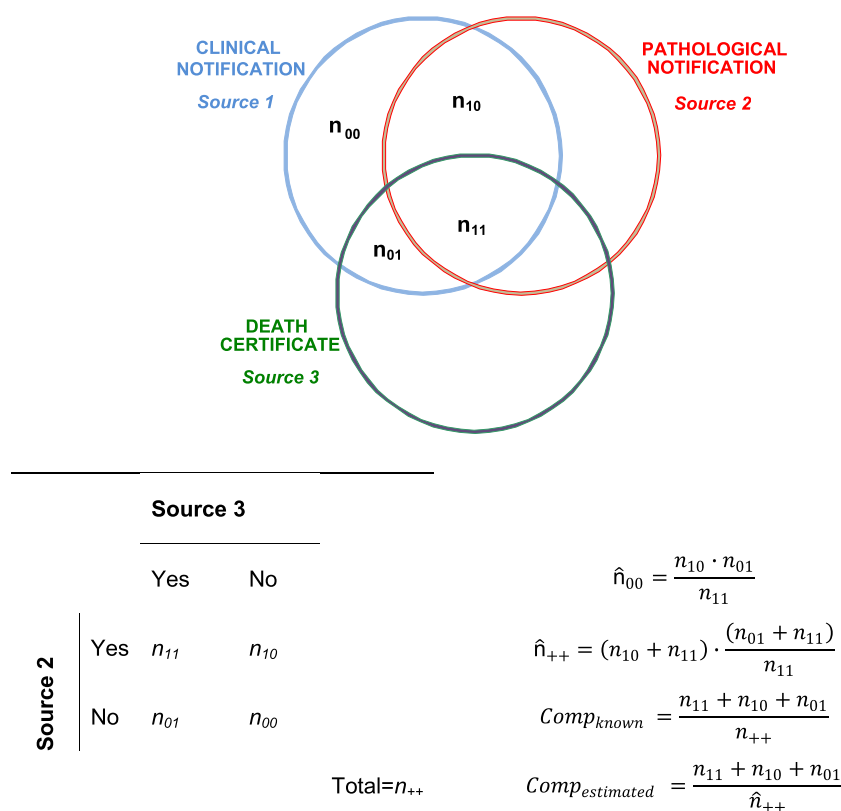 CLINICAL
NOTIFICATION
Source 1
PATHOLOGICAL
NOTIFICATION
Source 2
n₀₀
n₁₀
n₁₁
n₀₁
DEATH
CERTIFICATE
Source 3
Source 3
Yes No
Source 2
Yes n₁₁ n₁₀
No n₀₁ n₀₀
Total=n₊₊
n̂₀₀ = n₁₀ · n₀₁ / n₁₁
n̂₊₊ = (n₁₀ + n₁₁) · (n₀₁ + n₁₁) / n₁₁
Comp_known = n₁₁ + n₁₀ + n₀₁ / n₊₊
Comp_estimated = n₁₁ + n₁₀ + n₀₁ / n̂₊₊